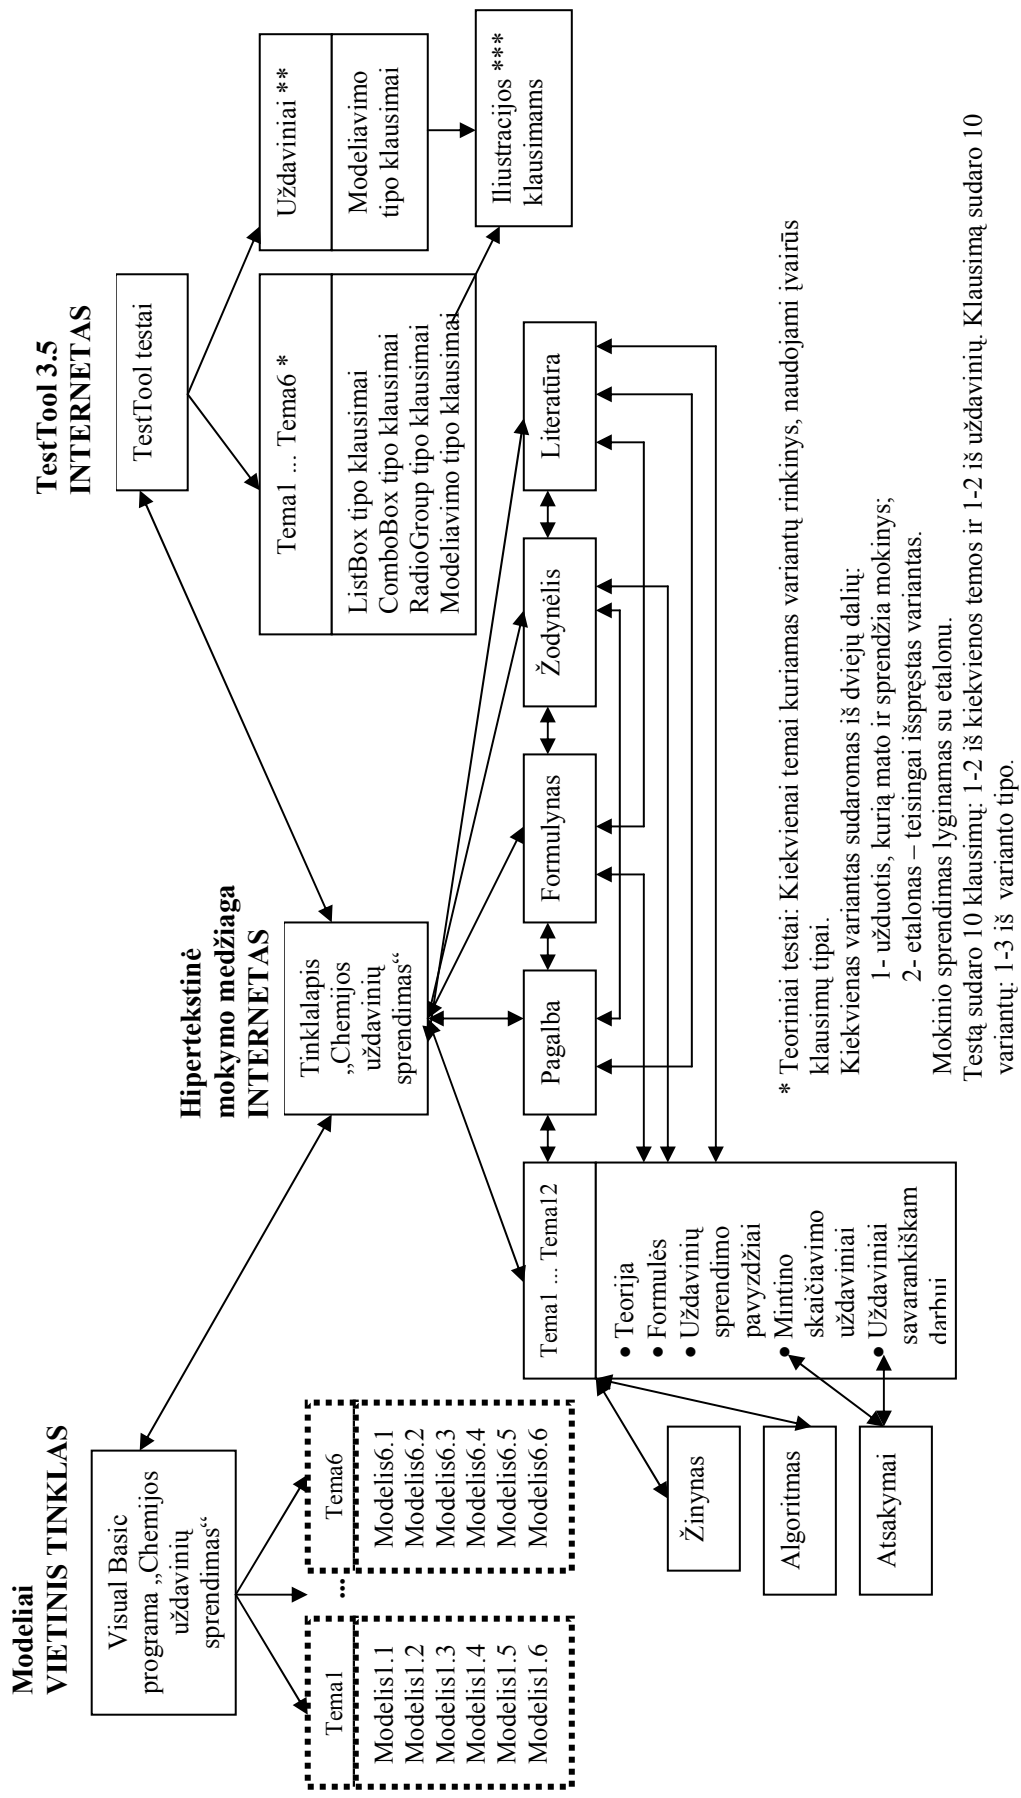 Modeliai
VIETINIS TINKLAS
Visual Basic
programa „Chemijos
uždavinių
sprendimas“
Tema1
Modelis1.1
Modelis1.2
Modelis1.3
Modelis1.4
Modelis1.5
Modelis1.6
...
Tema6
Modelis6.1
Modelis6.2
Modelis6.3
Modelis6.4
Modelis6.5
Modelis6.6
Hipertekstinė
mokymo medžiaga
INTERNETAS
Tinklalapis
„Chemijos
uždavinių
sprendimas“
Tema1 ... Tema12
• Teorija
• Formulės
• Uždavinių
sprendimo
pavyzdžiai
• Mintino
skaičiavimo
uždaviniai
• Uždaviniai
savarankiškam
darbui
Žinynas
Algoritmas
Atsakymai
Pagalba
Formulynas
Žodynėlis
Literatūra
TestTool 3.5
INTERNETAS
TestTool testai
Tema1 ... Tema6 *
ListBox tipo klausimai
ComboBox tipo klausimai
RadioGroup tipo klausimai
Modeliavimo tipo klausimai
Uždaviniai **
Modeliavimo
tipo klausimai
Iliustracijos ***
klausimams
* Teoriniai testai: Kiekvienai temai kuriamas variantų rinkinys, naudojami įvairūs
klausimų tipai.
Kiekvienas variantas sudaromas iš dviejų dalių:
1- užduotis, kurią mato ir sprendžia mokinys;
2- etalonas – teisingai išspręstas variantas.
Mokinio sprendimas lyginamas su etalonu.
Testą sudaro 10 klausimų: 1-2 iš kiekvienos temos ir 1-2 iš uždavinių. Klausimą sudaro 10
variantų: 1-3 iš varianto tipo.